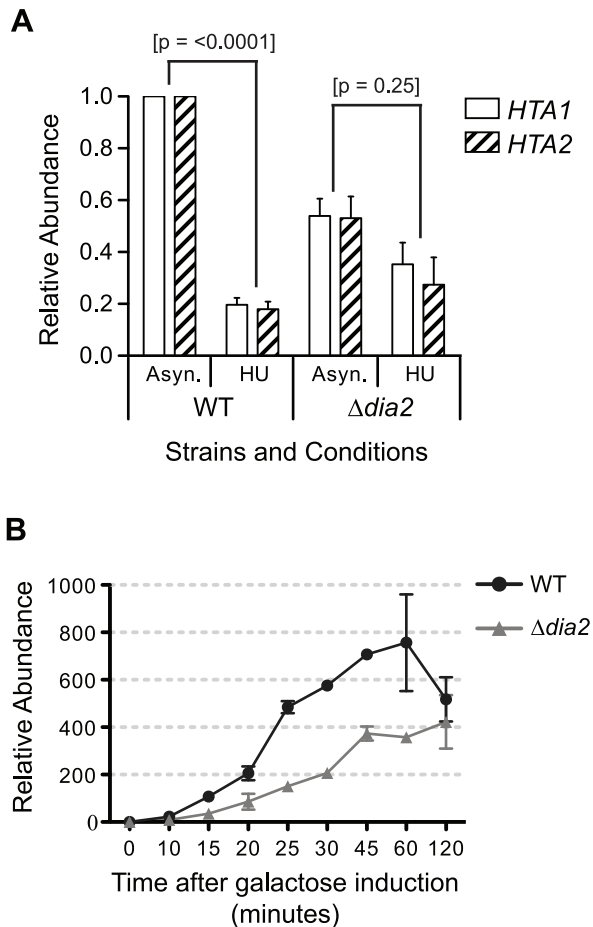 A
[p = <0.0001]
[p = 0.25]
HTA1
HTA2
Relative Abundance
1.0
0.8
0.6
0.4
0.2
0.0
Asyn. HU Asyn. HU
WT Δdia2
Strains and Conditions
B
WT
Δdia2
Relative Abundance
1000
800
600
400
200
0
0 10 15 20 25 30 45 60 120
Time after galactose induction
(minutes)